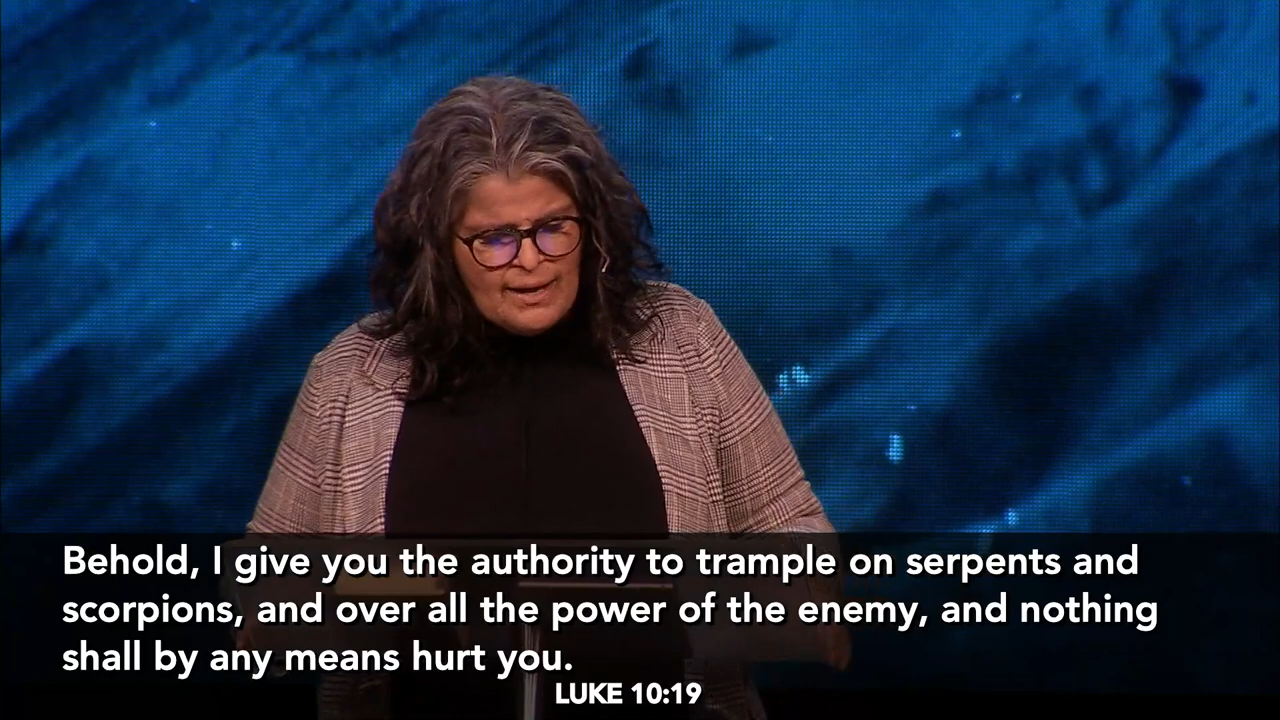 Behold, I give you the authority to trample on serpents and
scorpions, and over all the power of the enemy, and nothing
shall by any means hurt you.
LUKE 10:19